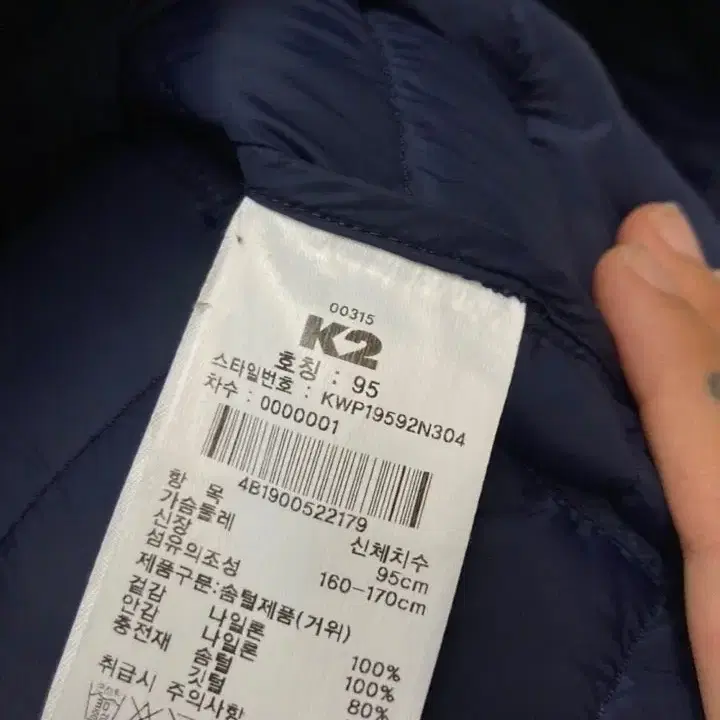 00315
K2
호칭 : 95
스타일번호 : KWP19592N304
차수 : 0000001
4B1900522179
항 목 신체치수
가슴둘레 95cm
신장 160-170cm
섬유의조성
제품구분:솜털제품(거위)
겉감 나일론 100%
안감 나일론 100%
충전재 솜털 80%
깃털
취급시 주의사항